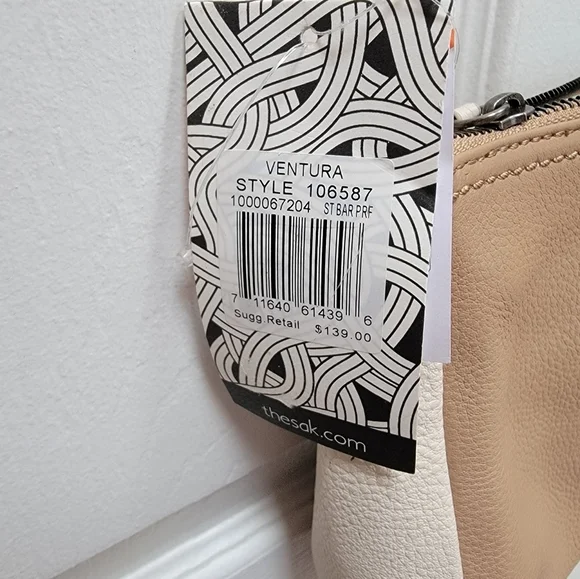 VENTURA
STYLE 106587
1000067204 ST BAR PRF
7 11640 61439 6
Sugg.Retail $139.00
thesak.com